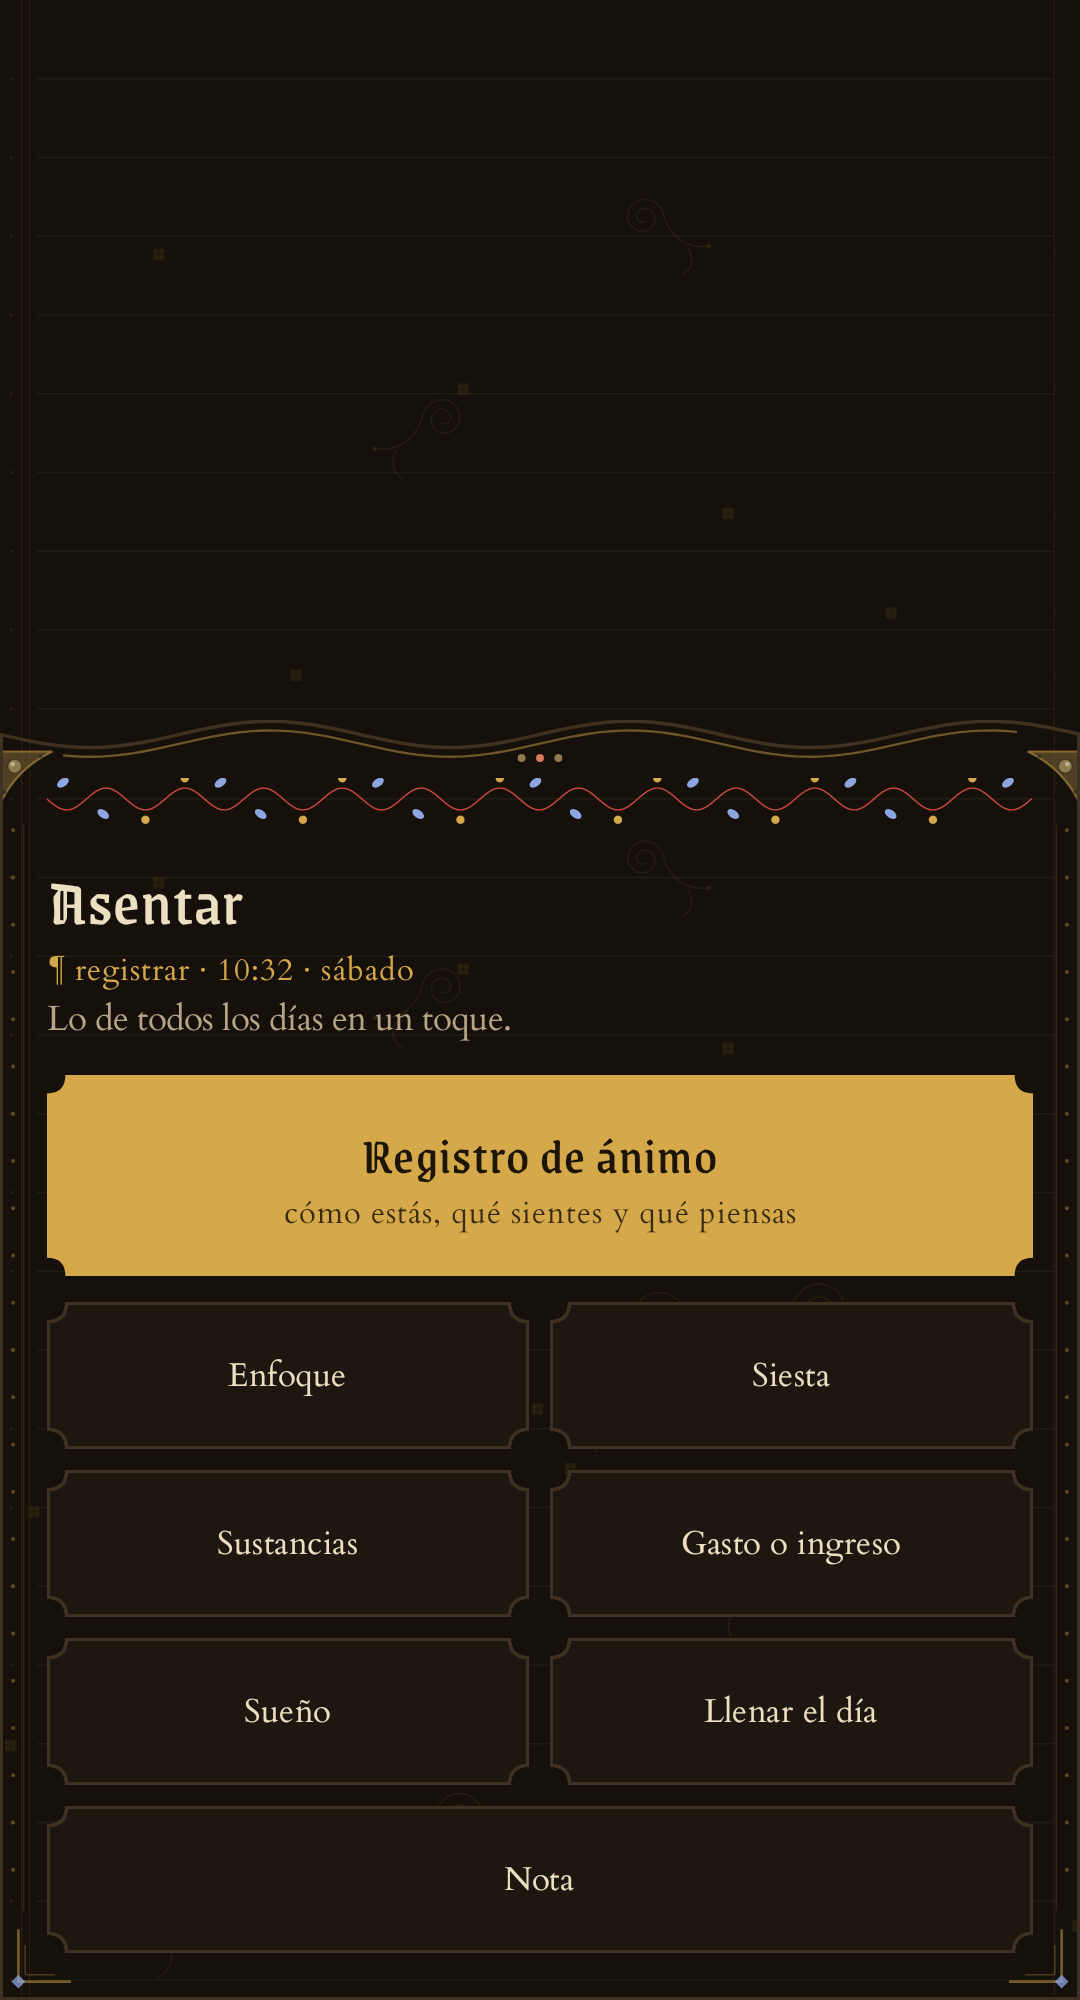 Asentar
¶ registrar · 10:32 · sábado
Lo de todos los días en un toque.
Registro de ánimo
cómo estás, qué sientes y qué piensas
Enfoque
Siesta
Sustancias
Gasto o ingreso
Sueño
Llenar el día
Nota